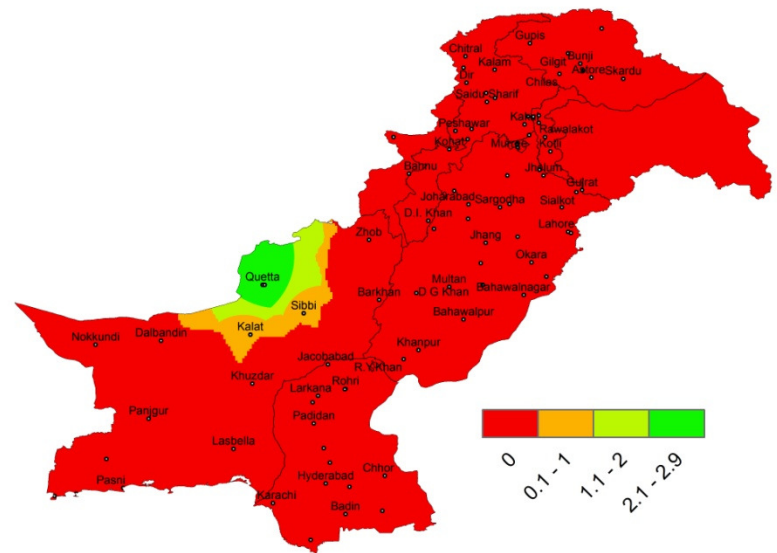 Gupis
Chitral
Bunji
Gilgit
Kalam
Astore
Skardu
Dir
Chilas
Saidu Sharif
Kakul
Peshawar
Rawalakot
Kohat
Murree
Kotli
Bannu
Jhelum
Gujrat
Joharabad
Sargodha
Sialkot
D.I. Khan
Lahore
Zhob
Jhang
Okara
Quetta
Multan
D G Khan
Bahawalnagar
Barkhan
Sibbi
Bahawalpur
Kalat
Nokkundi
Dalbandin
Khanpur
Jacobabad
R.Y.Khan
Khuzdar
Rohri
Larkana
Panjgur
Padidan
Lasbella
Hyderabad
Chhor
Pasni
Karachi
Badin
0
0.1 - 1
1.1 - 2
2.1 - 2.9